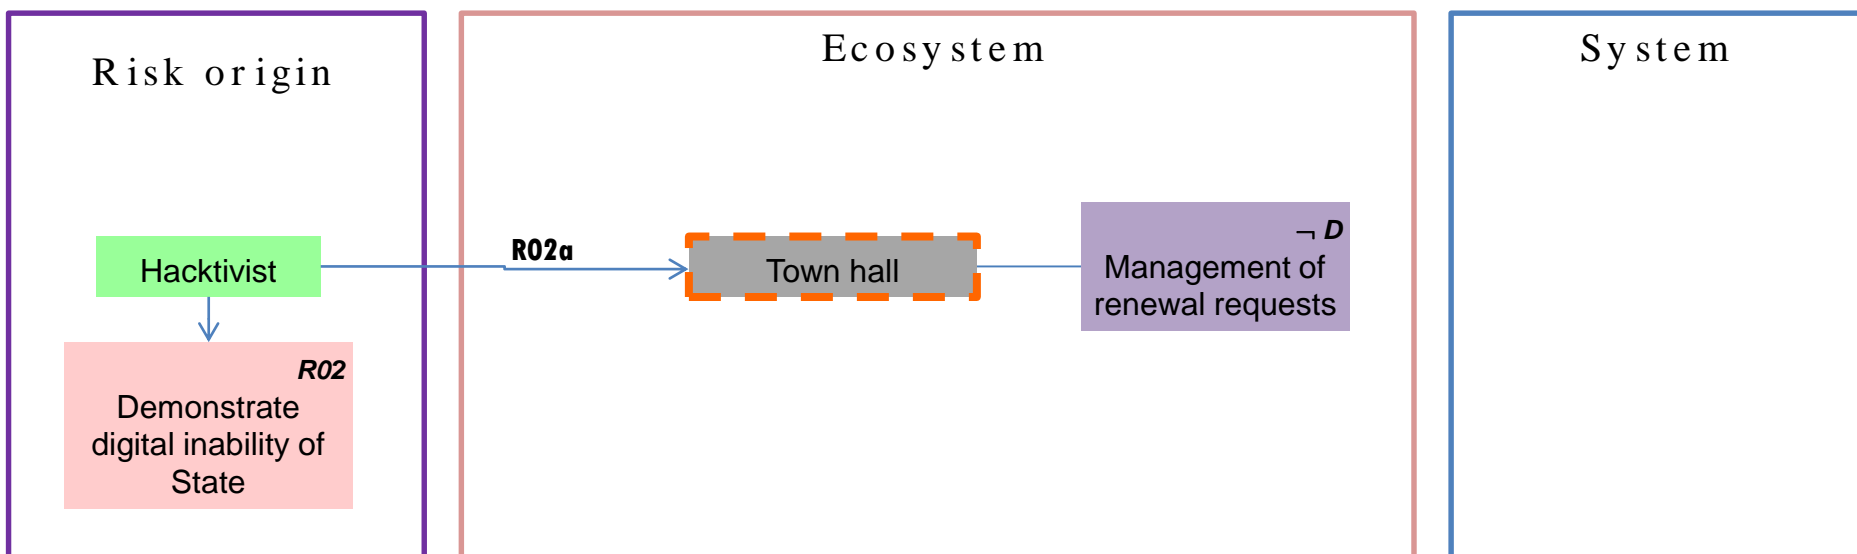 Risk origin
Ecosystem
System
Hacktivist
R02a
Town hall
¬ D
Management of
renewal requests
R02
Demonstrate
digital inability of
State